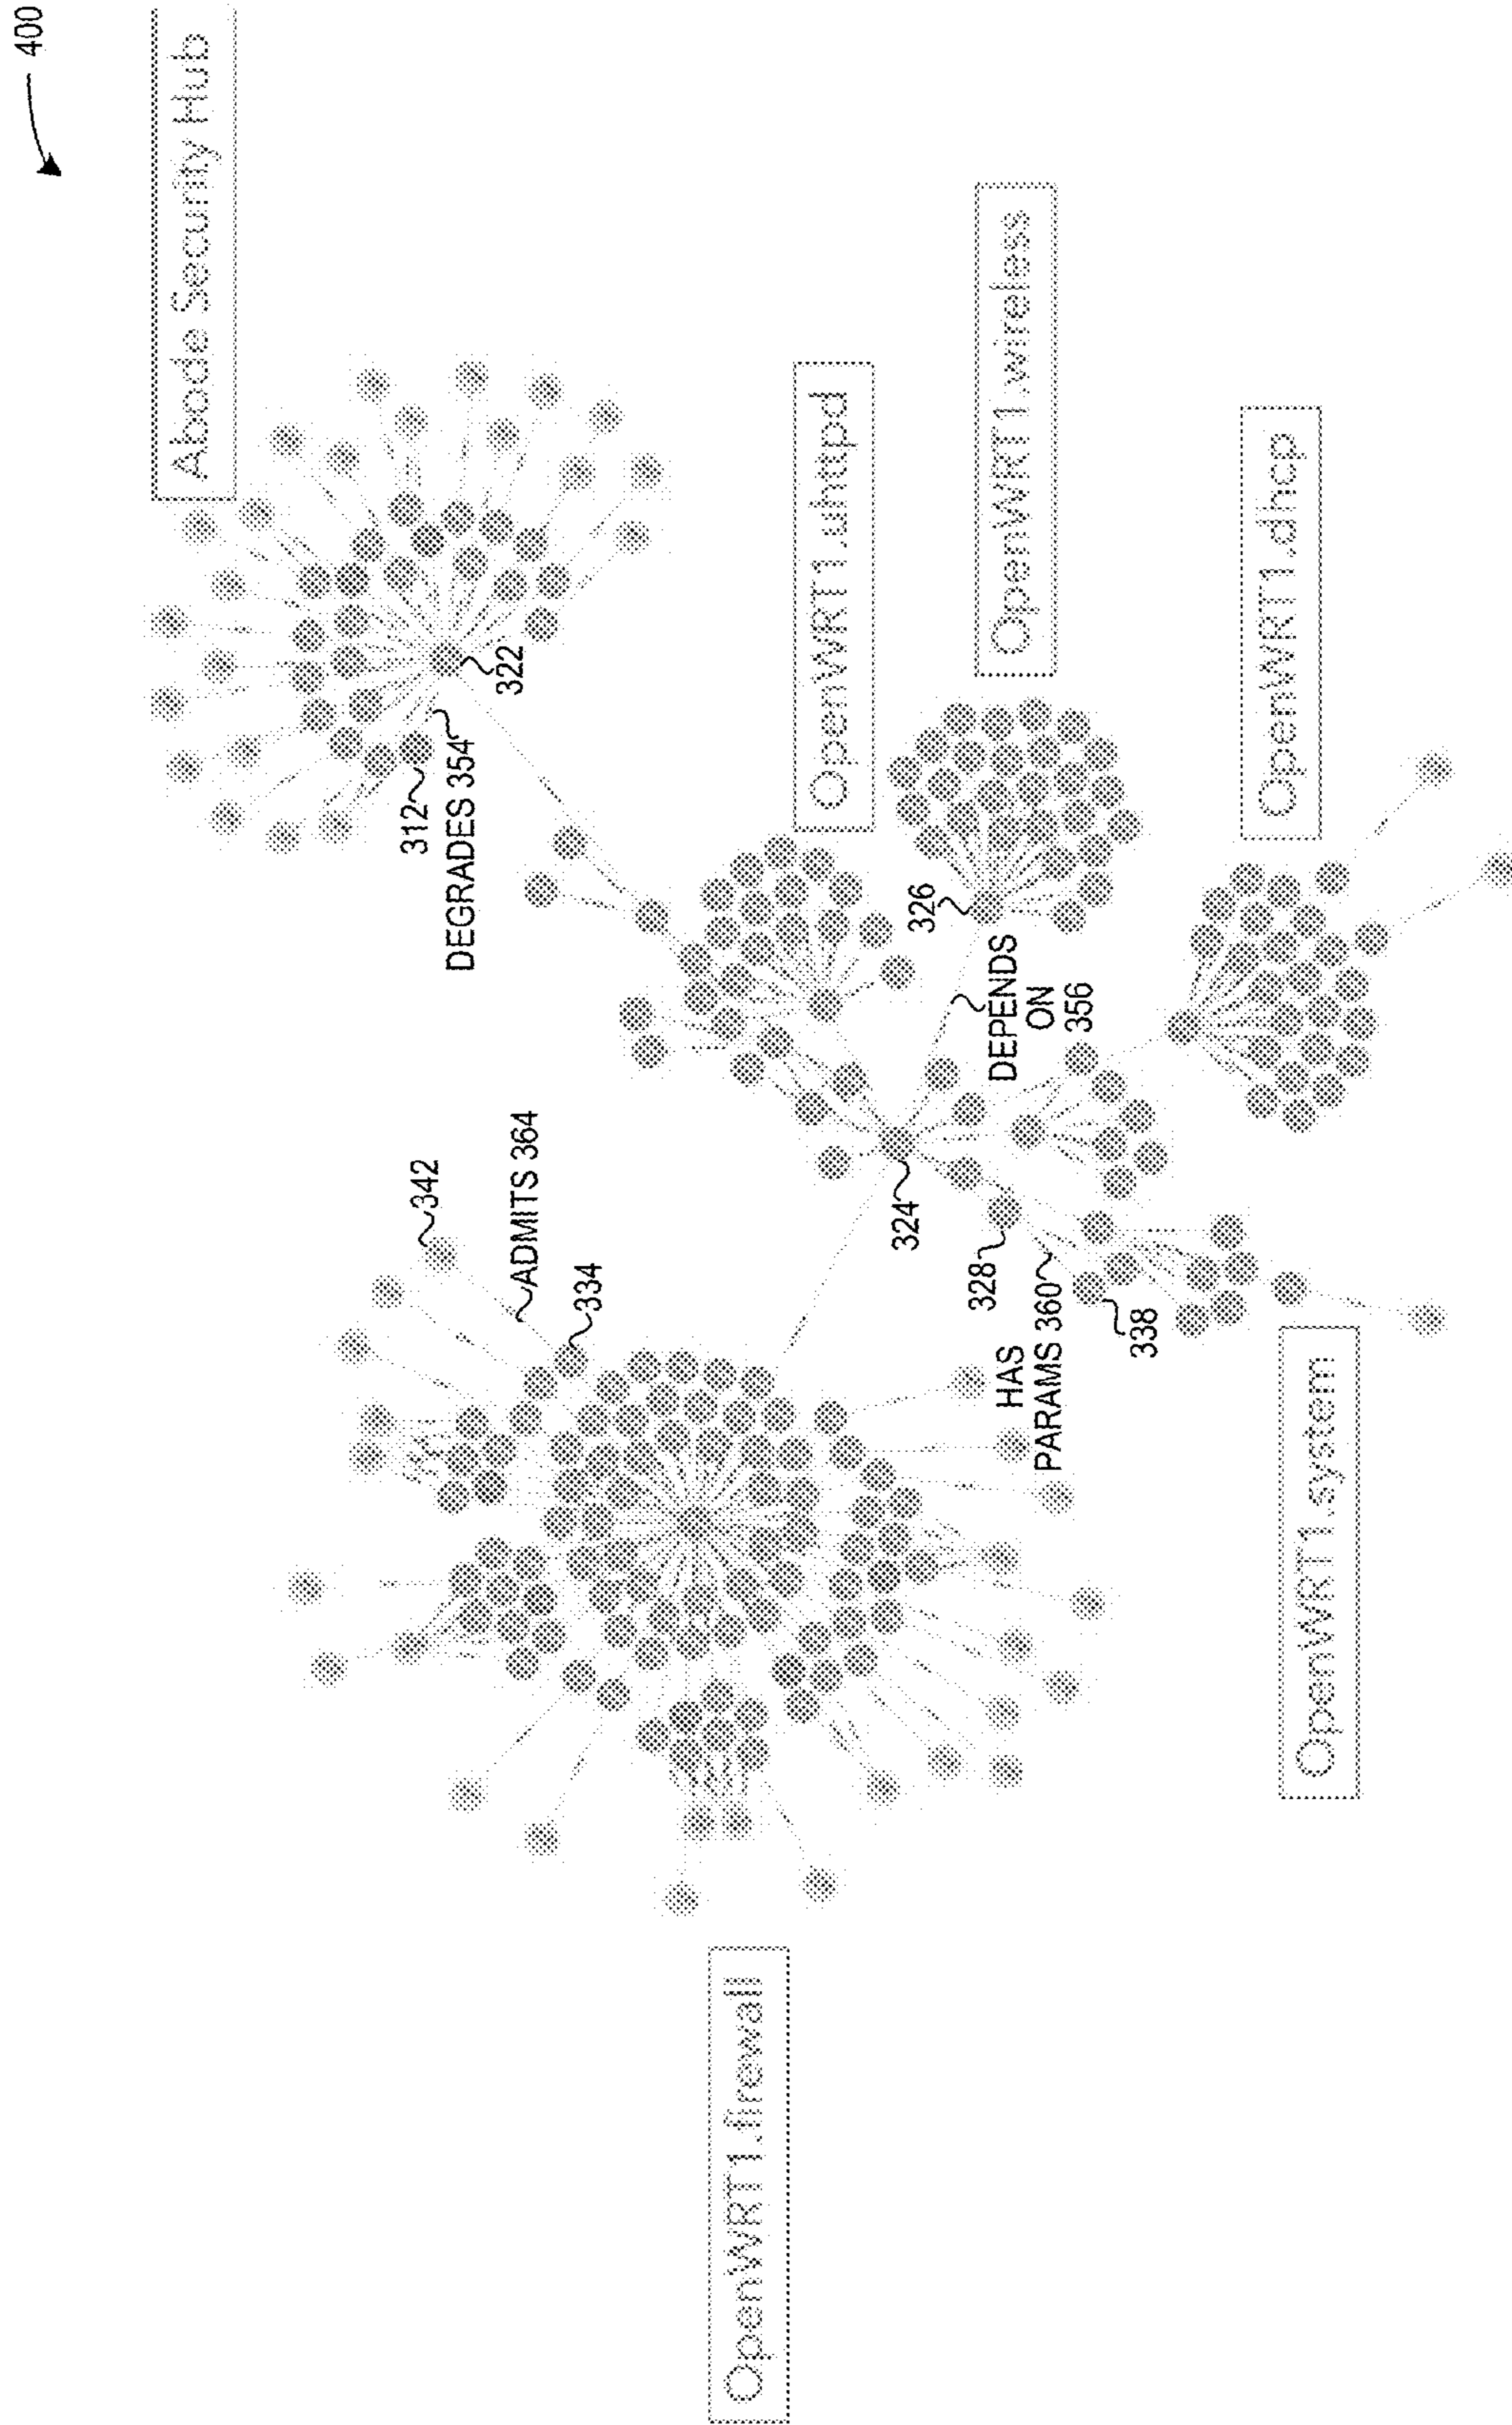 400
Abode Security Hub
322
312
DEGRADES 354
OpenWRT1.uhttpd
OpenWRT1.wireless
326
DEPENDS
ON
356
OpenWRT1.dhcp
342
ADMITS 364
334
324
328
HAS
PARAMS 360
338
OpenWRT1.system
OpenWRT1.firewall